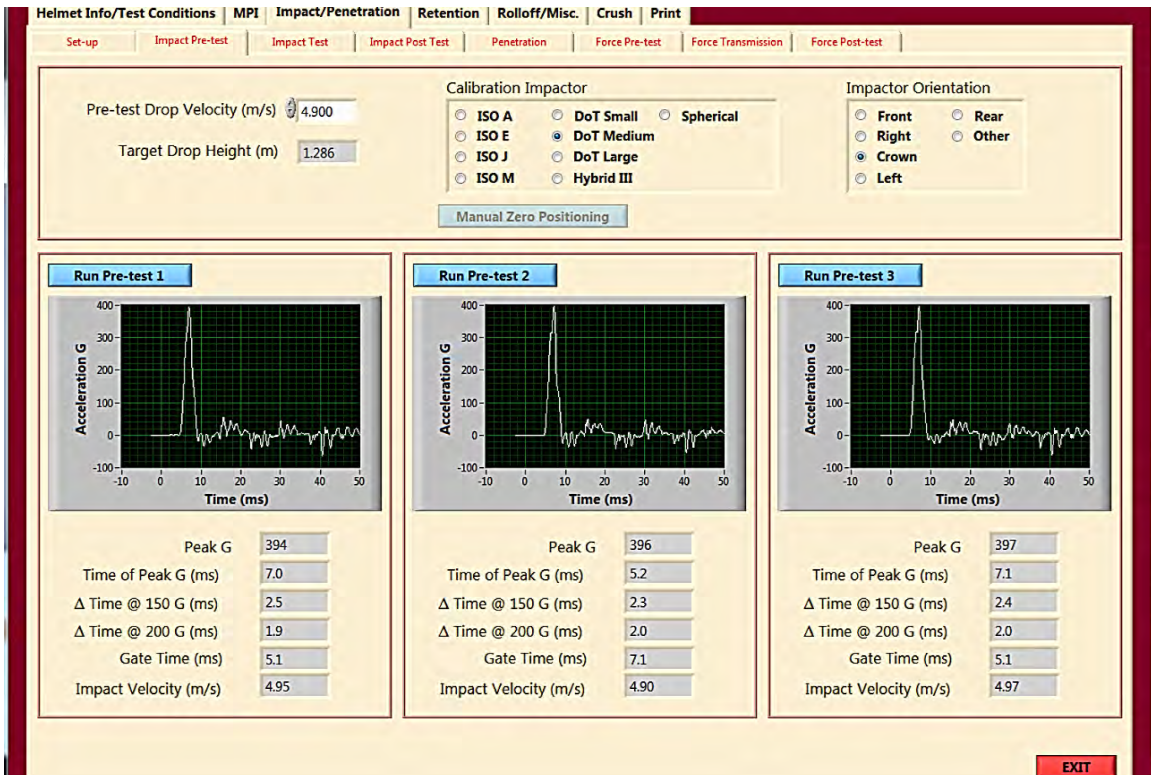 Helmet Info/Test Conditions MPI Impact/Penetration Retention Rolloff/Misc. Crush Print
Set-up Impact Pre-test Impact Test Impact Post Test Penetration Force Pre-test Force Transmission Force Post-test
Pre-test Drop Velocity (m/s) 4.900
Target Drop Height (m) 1.286
Calibration Impactor
ISO A DoT Small Spherical
ISO E DoT Medium
ISO J DoT Large
ISO M Hybrid III
Manual Zero Positioning
Impactor Orientation
Front Rear
Right Other
Crown
Left
Run Pre-test 1
Acceleration G
400
300
200
100
0
-100
-10 0 10 20 30 40 50
Time (ms)
Peak G 394
Time of Peak G (ms) 7.0
Δ Time @ 150 G (ms) 2.5
Δ Time @ 200 G (ms) 1.9
Gate Time (ms) 5.1
Impact Velocity (m/s) 4.95
Run Pre-test 2
Acceleration G
400
300
200
100
0
-100
-10 0 10 20 30 40 50
Time (ms)
Peak G 396
Time of Peak G (ms) 5.2
Δ Time @ 150 G (ms) 2.3
Δ Time @ 200 G (ms) 2.0
Gate Time (ms) 7.1
Impact Velocity (m/s) 4.90
Run Pre-test 3
Acceleration G
400
300
200
100
0
-100
-10 0 10 20 30 40 50
Time (ms)
Peak G 397
Time of Peak G (ms) 7.1
Δ Time @ 150 G (ms) 2.4
Δ Time @ 200 G (ms) 2.0
Gate Time (ms) 5.1
Impact Velocity (m/s) 4.97
EXIT